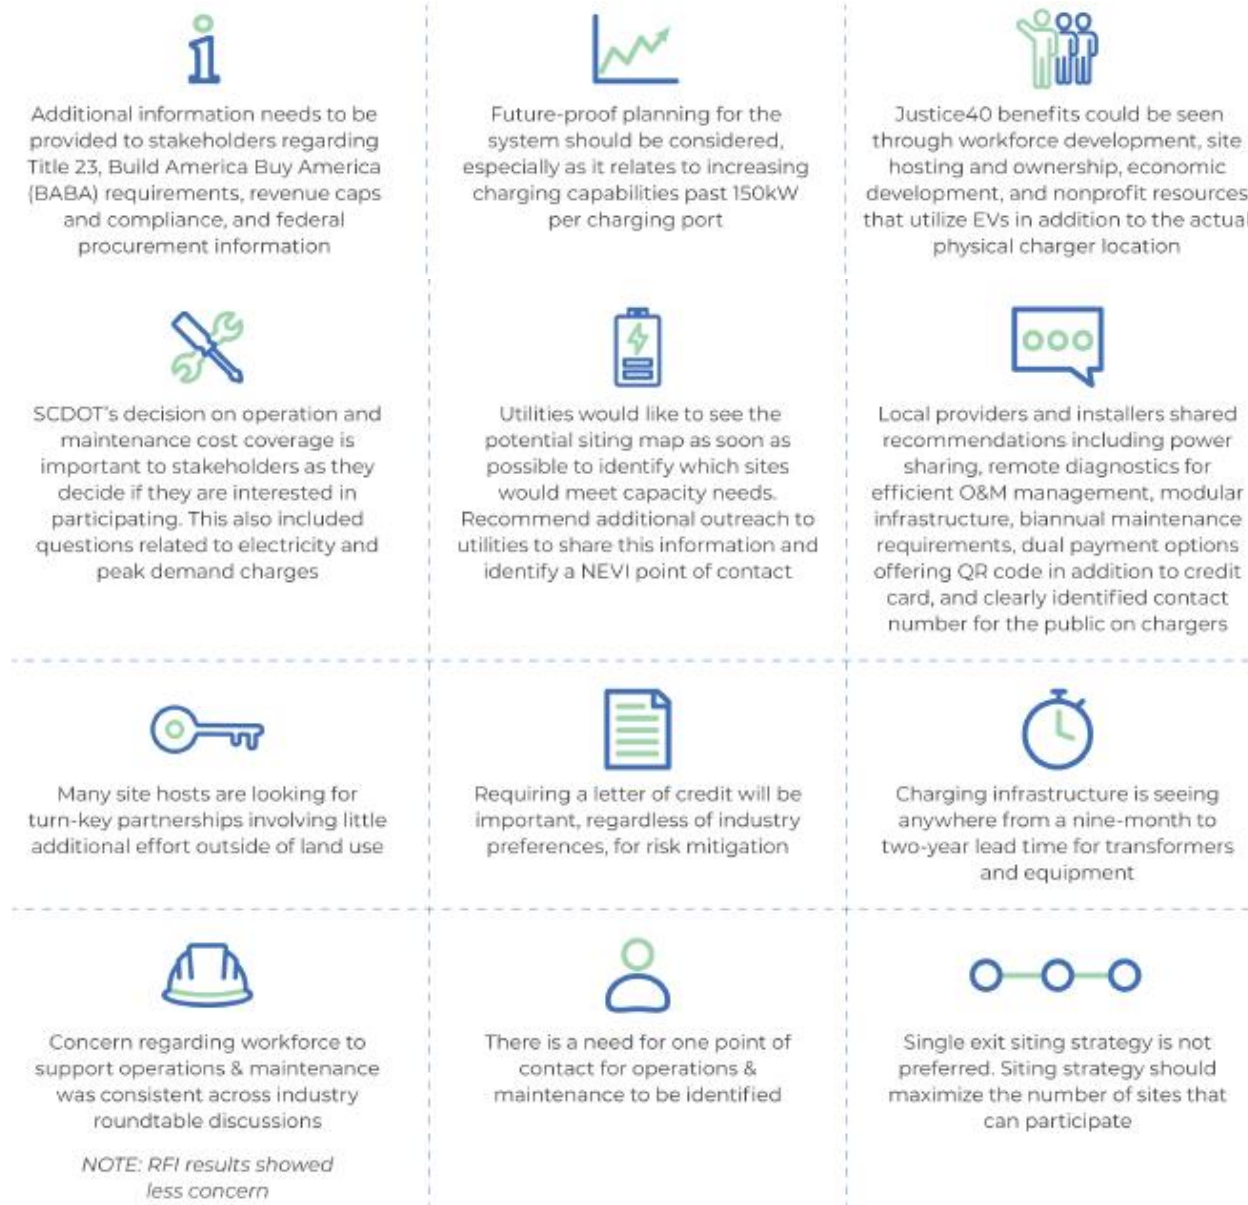 Additional information needs to be
provided to stakeholders regarding
Title 23, Build America Buy America
(BABA) requirements, revenue caps
and compliance, and federal
procurement information
Future-proof planning for the
system should be considered,
especially as it relates to increasing
charging capabilities past 150kW
per charging port
Justice40 benefits could be seen
through workforce development, site
hosting and ownership, economic
development, and nonprofit resources
that utilize EVs in addition to the actual
physical charger location
SCDOT's decision on operation and
maintenance cost coverage is
important to stakeholders as they
decide if they are interested in
participating. This also included
questions related to electricity and
peak demand charges
Utilities would like to see the
potential siting map as soon as
possible to identify which sites
would meet capacity needs.
Recommend additional outreach to
utilities to share this information and
identify a NEVI point of contact
Local providers and installers shared
recommendations including power
sharing, remote diagnostics for
efficient O&M management, modular
infrastructure, biannual maintenance
requirements, dual payment options
offering QR code in addition to credit
card, and clearly identified contact
number for the public on chargers
Many site hosts are looking for
turn-key partnerships involving little
additional effort outside of land use
Requiring a letter of credit will be
important, regardless of industry
preferences, for risk mitigation
Charging infrastructure is seeing
anywhere from a nine-month to
two-year lead time for transformers
and equipment
Concern regarding workforce to
support operations & maintenance
was consistent across industry
roundtable discussions
NOTE: RFI results showed
less concern
There is a need for one point of
contact for operations &
maintenance to be identified
Single exit siting strategy is not
preferred. Siting strategy should
maximize the number of sites that
can participate